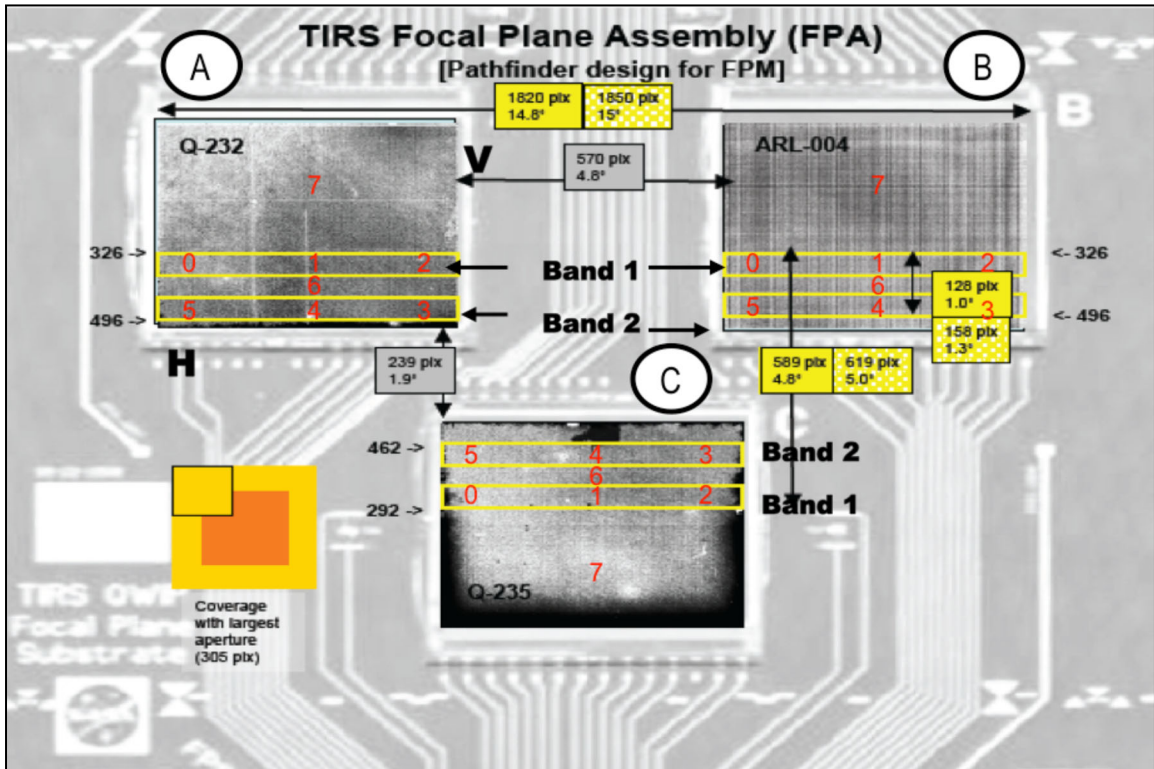 TIRS Focal Plane Assembly (FPA)
[Pathfinder design for FPM]
A
B
1820 pix
14.8°
1850 pix
15°
B
Q-232
V
570 pix
4.8°
ARL-004
7
7
326 ->
0 1 2
Band 1
0 1 2
<- 326
6
6
128 pix
1.0°
496 ->
5 4 3
Band 2
5 4 3
<- 496
158 pix
1.3°
H
239 pix
1.9°
C
589 pix
4.8°
619 pix
5.0°
C
462 ->
5 4 3
Band 2
6
292 ->
0 1 2
Band 1
7
Q-235
TIRS QWIP
Focal Plane
Substrate
Coverage
with largest
aperture
(305 pix)